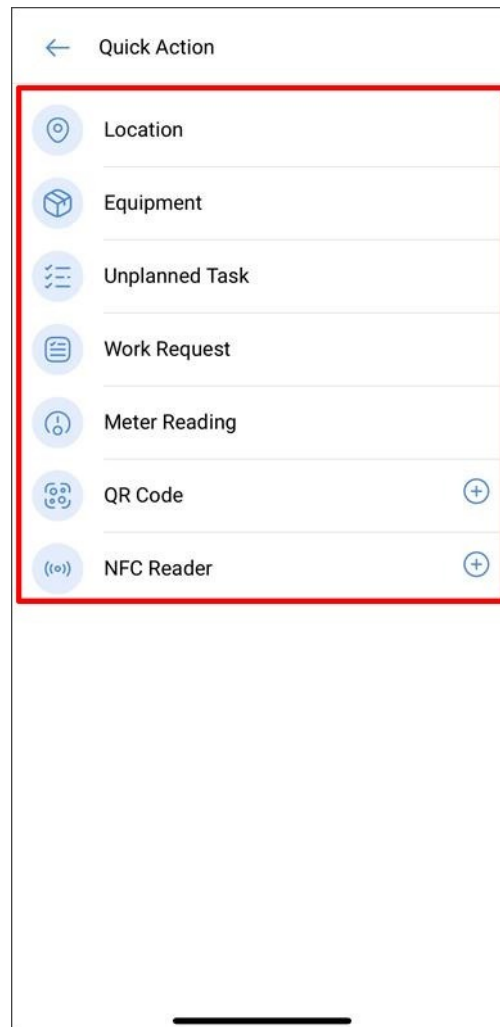 Quick Action
Location
Equipment
Unplanned Task
Work Request
Meter Reading
QR Code
NFC Reader